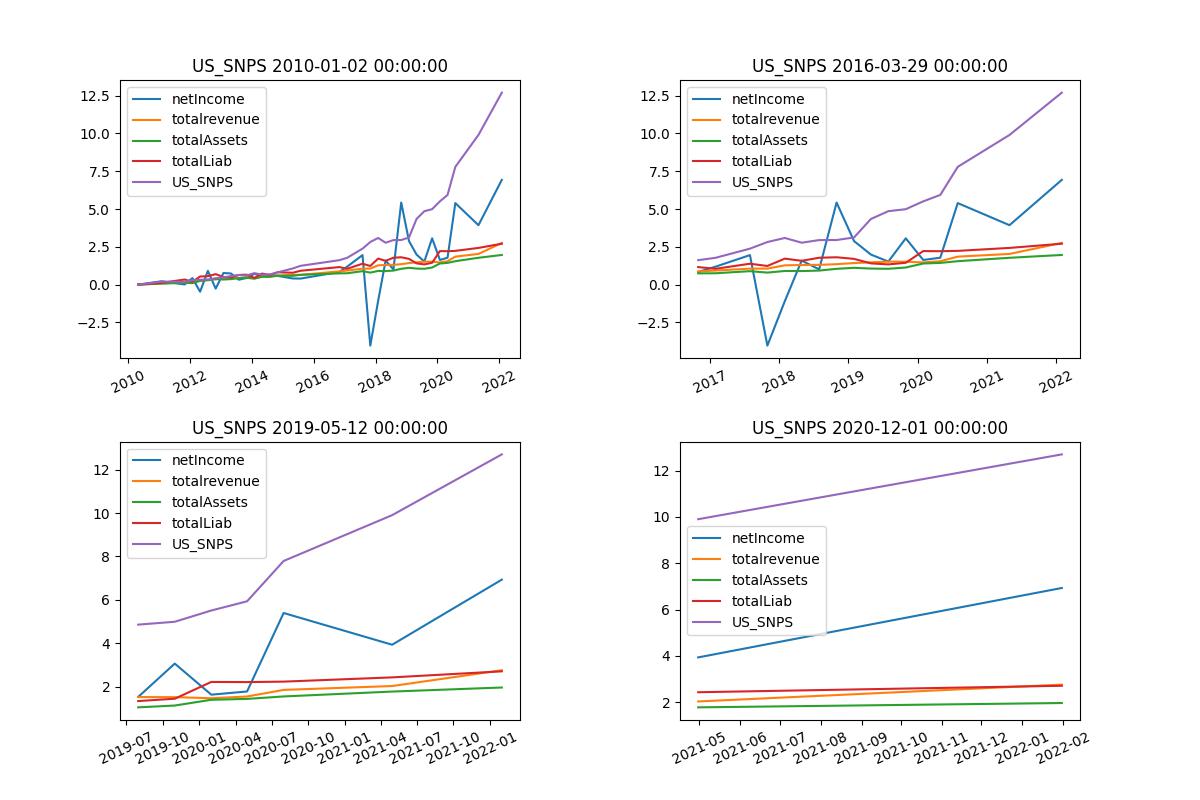 US_SNPS 2010-01-02 00:00:00
12.5
10.0
7.5
5.0
2.5
0.0
−2.5
netIncome
totalrevenue
totalAssets
totalLiab
US_SNPS
2010 2012 2014 2016 2018 2020 2022
US_SNPS 2016-03-29 00:00:00
12.5
10.0
7.5
5.0
2.5
0.0
−2.5
netIncome
totalrevenue
totalAssets
totalLiab
US_SNPS
2017 2018 2019 2020 2021 2022
US_SNPS 2019-05-12 00:00:00
12
10
8
6
4
2
netIncome
totalrevenue
totalAssets
totalLiab
US_SNPS
2019-07 2019-10 2020-01 2020-04 2020-07 2020-10 2021-01 2021-04 2021-07 2021-10 2022-01
US_SNPS 2020-12-01 00:00:00
12
10
8
6
4
2
netIncome
totalrevenue
totalAssets
totalLiab
US_SNPS
2021-05 2021-06 2021-07 2021-08 2021-09 2021-10 2021-11 2021-12 2022-01 2022-02